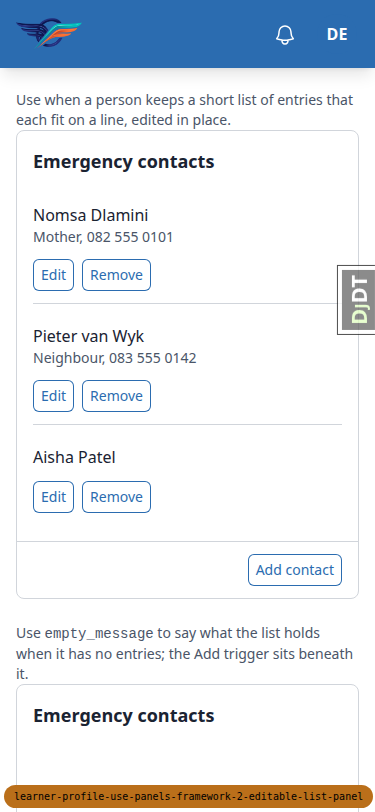 DE
Use when a person keeps a short list of entries that
each fit on a line, edited in place.
Emergency contacts
Nomsa Dlamini
Mother, 082 555 0101
Edit Remove
DjDT
Pieter van Wyk
Neighbour, 083 555 0142
Edit Remove
Aisha Patel
Edit Remove
Add contact
Use empty_message to say what the list holds
when it has no entries; the Add trigger sits beneath
it.
Emergency contacts
learner-profile-use-panels-framework-2-editable-list-panel